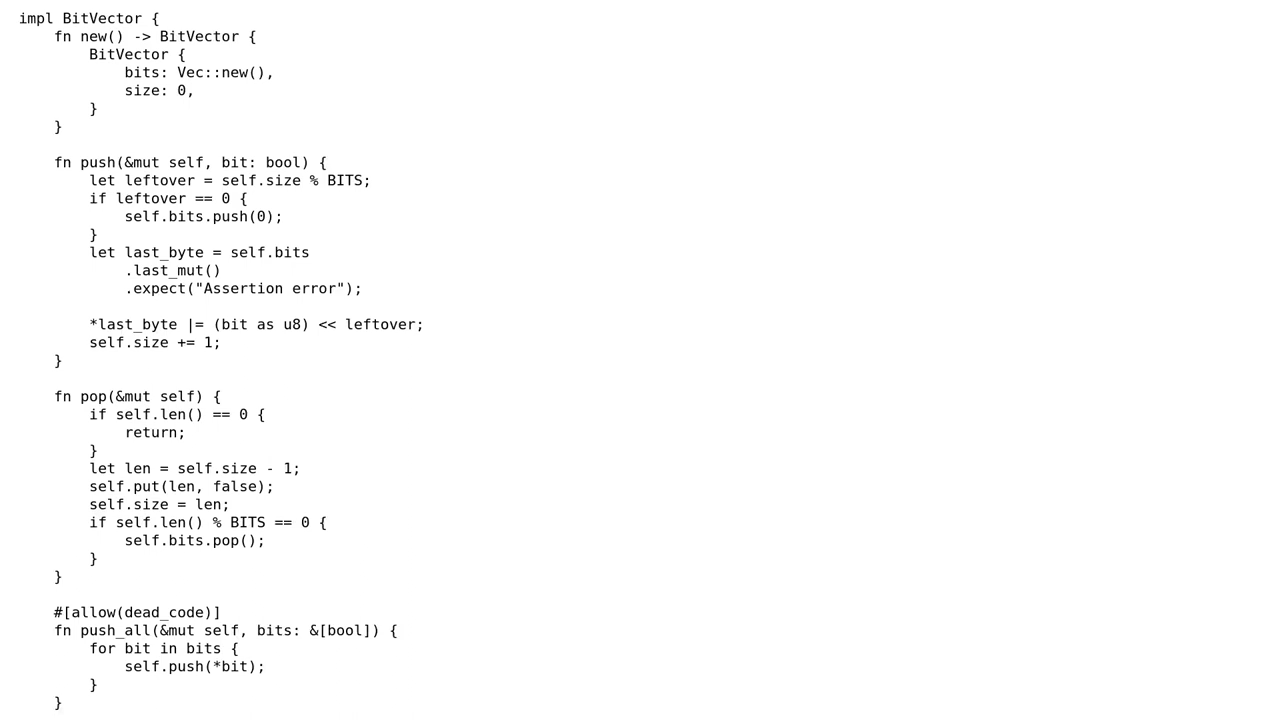 impl BitVector {
    fn new() -> BitVector {
        BitVector {
            bits: Vec::new(),
            size: 0,
        }
    }

    fn push(&mut self, bit: bool) {
        let leftover = self.size % BITS;
        if leftover == 0 {
            self.bits.push(0);
        }
        let last_byte = self.bits
            .last_mut()
            .expect("Assertion error");

        *last_byte |= (bit as u8) << leftover;
        self.size += 1;
    }

    fn pop(&mut self) {
        if self.len() == 0 {
            return;
        }
        let len = self.size - 1;
        self.put(len, false);
        self.size = len;
        if self.len() % BITS == 0 {
            self.bits.pop();
        }
    }

    #[allow(dead_code)]
    fn push_all(&mut self, bits: &[bool]) {
        for bit in bits {
            self.push(*bit);
        }
    }